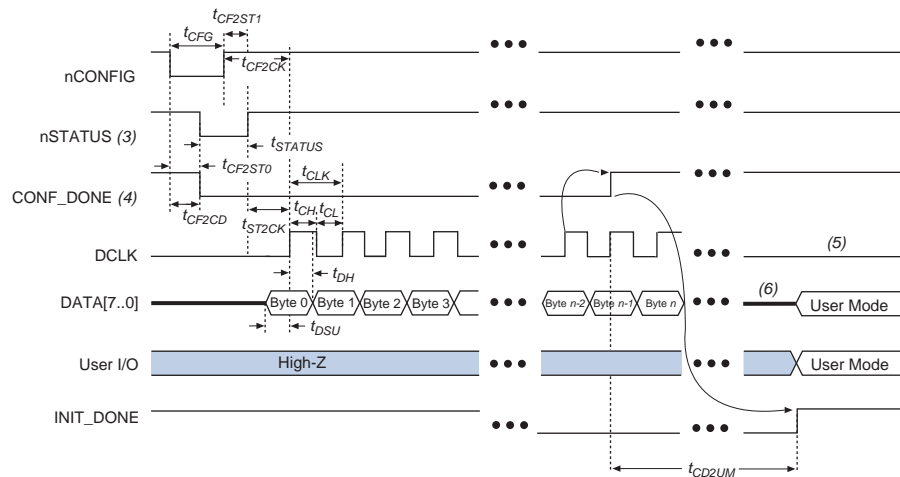 tCF2ST1
tCFG
tCF2CK
nCONFIG
nSTATUS (3)
tSTATUS
tCF2ST0
tCLK
CONF_DONE (4)
tCF2CD
tST2CK
tCH
tCL
DCLK
(5)
tDH
DATA[7..0]
Byte 0
Byte 1
Byte 2
Byte 3
Byte n-2
Byte n-1
Byte n
(6)
User Mode
tDSU
User I/O
High-Z
User Mode
INIT_DONE
tCD2UM